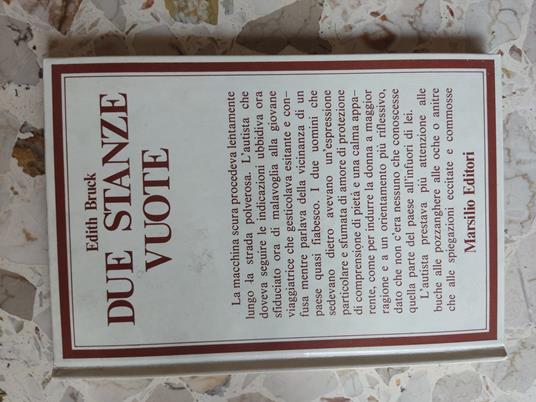 Edith Bruck
DUE STANZE
VUOTE
La macchina scura procedeva lentamente
lungo la strada polverosa. L'autista che
doveva seguire le indicazioni ubbidiva ora
sfiduciato ora di malavoglia alla giovane
viaggiatrice che gesticolava esitante e con-
fusa mentre parlava della vicinanza di un
paese quasi fiabesco. I due uomini che
sedevano dietro avevano un'espressione
particolare e sfumata di amore di protezione
di comprensione di pietà e una calma appa-
rente, come per indurre la donna a maggior
ragione e a un orientamento più riflessivo,
dato che non c'era nessuno che conoscesse
quella parte del paese all'infuori di lei.
L'autista prestava più attenzione alle
buche alle pozzanghere alle oche o anitre
che alle spiegazioni eccitate e commosse
Marsilio Editori